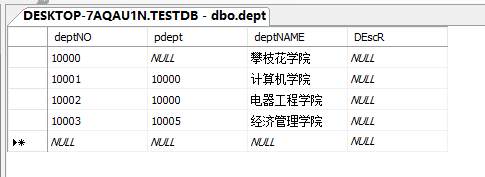 DESKTOP-7AQAU1N.TESTDB - dbo.dept
deptNO pdept deptNAME DEscR
10000 NULL 攀枝花学院 NULL
10001 10000 计算机学院 NULL
10002 10000 电器工程学院 NULL
10003 10005 经济管理学院 NULL
NULL NULL NULL NULL